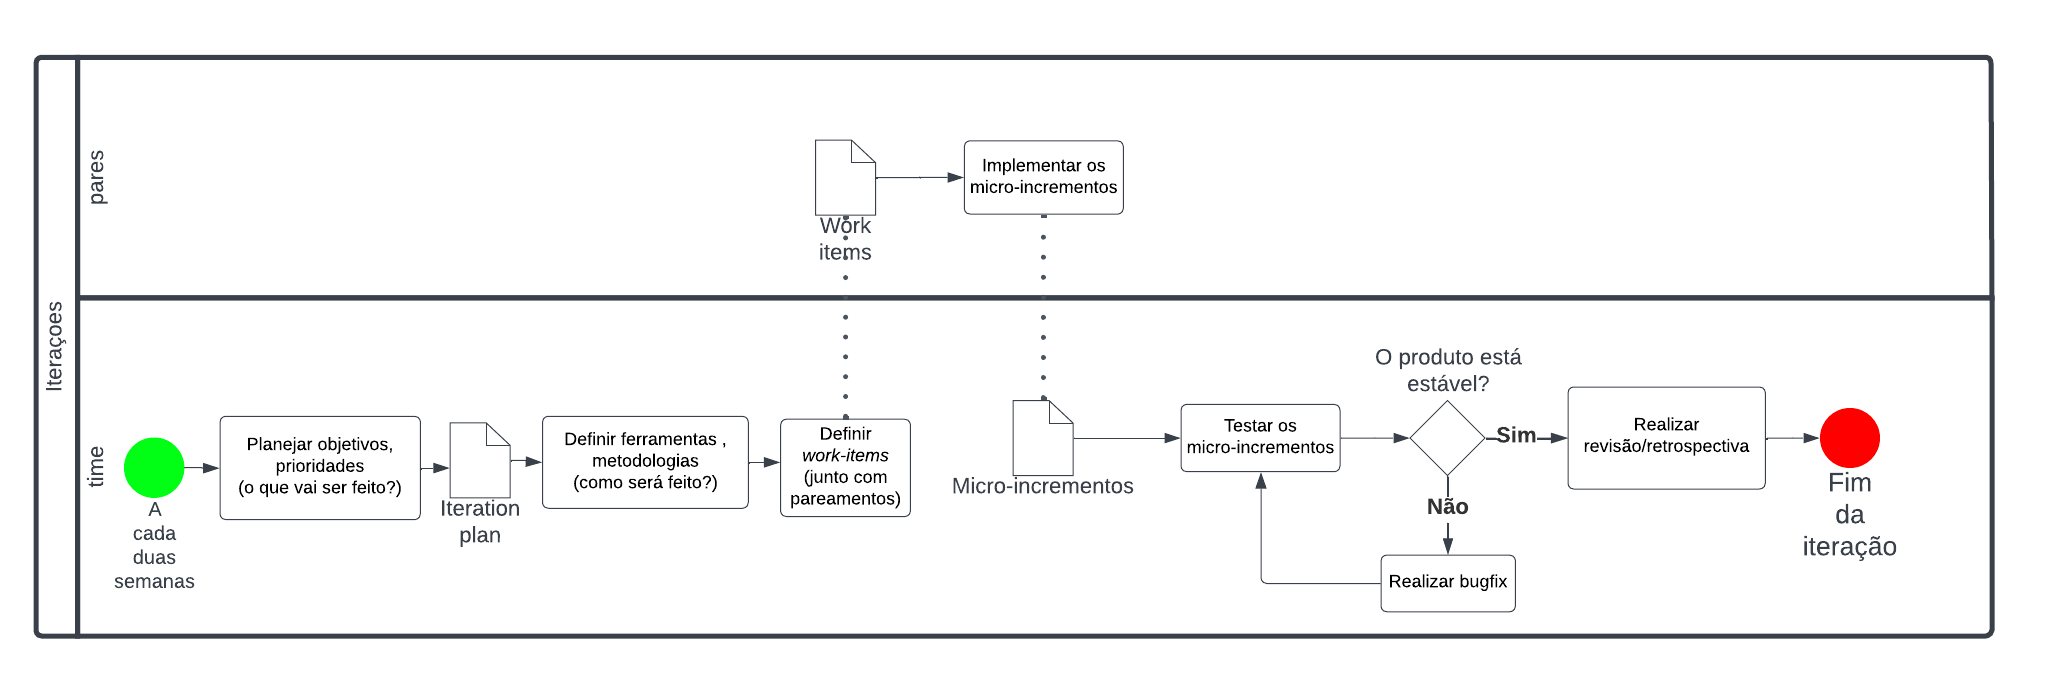 Iteraçoes
pares
Work
items
Implementar os
micro-incrementos
time
A
cada
duas
semanas
Planejar objetivos,
prioridades
(o que vai ser feito?)
Iteration
plan
Definir ferramentas ,
metodologias
(como será feito?)
Definir
work-items
(junto com
pareamentos)
Micro-incrementos
Testar os
micro-incrementos
O produto está
estável?
Sim
Não
Realizar bugfix
Realizar
revisão/retrospectiva
Fim
da
iteração